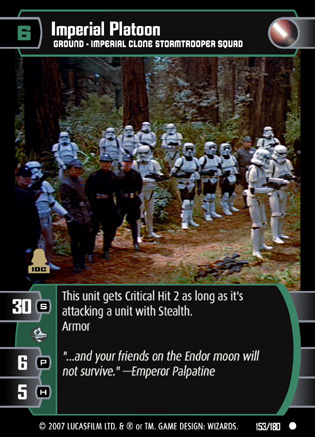 6 Imperial Platoon
GROUND - IMPERIAL CLONE STORMTROOPER SQUAD
IDC
30 S
This unit gets Critical Hit 2 as long as it's
attacking a unit with Stealth.
Armor
6 P
"...and your friends on the Endor moon will
not survive." —Emperor Palpatine
5 H
© 2007 LUCASFILM LTD. & ® or TM. GAME DESIGN: WIZARDS. 153/180